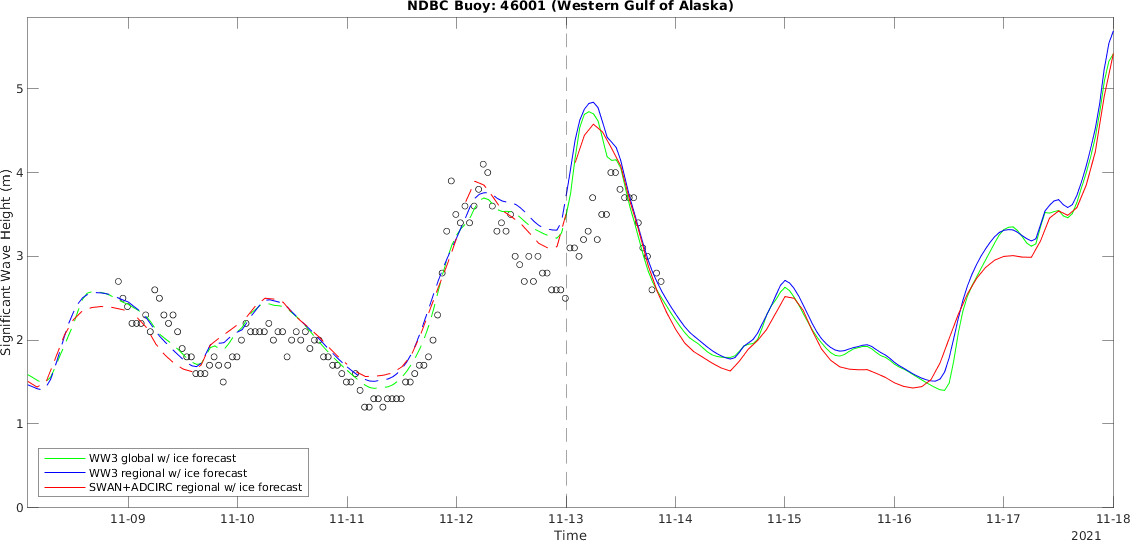 NDBC Buoy: 46001 (Western Gulf of Alaska)
Significant Wave Height (m)
5
4
3
2
1
0
WW3 global w/ ice forecast
WW3 regional w/ ice forecast
SWAN+ADCIRC regional w/ ice forecast
11-09 11-10 11-11 11-12 11-13 11-14 11-15 11-16 11-17 11-18
Time
2021